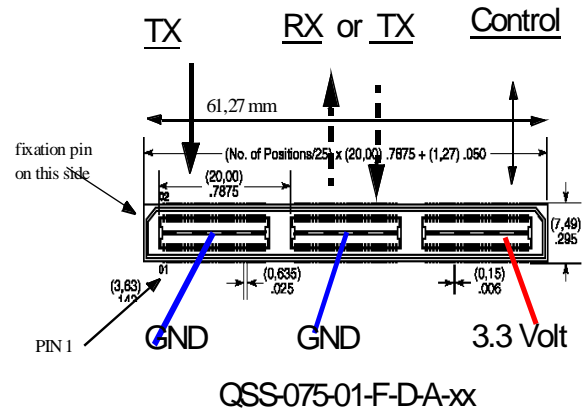 TX
RX or TX
Control
61,27 mm
fixation pin
on this side
(No. of Positions/25) x (20,00) .7875 + (1,27) .050
(20,00)
.7875
02
(7,49)
.295
01
(3,63)
(0,635)
.025
(0,15)
.006
PIN 1
GND
GND
3.3 Volt
QSS-075-01-F-D-A-xx